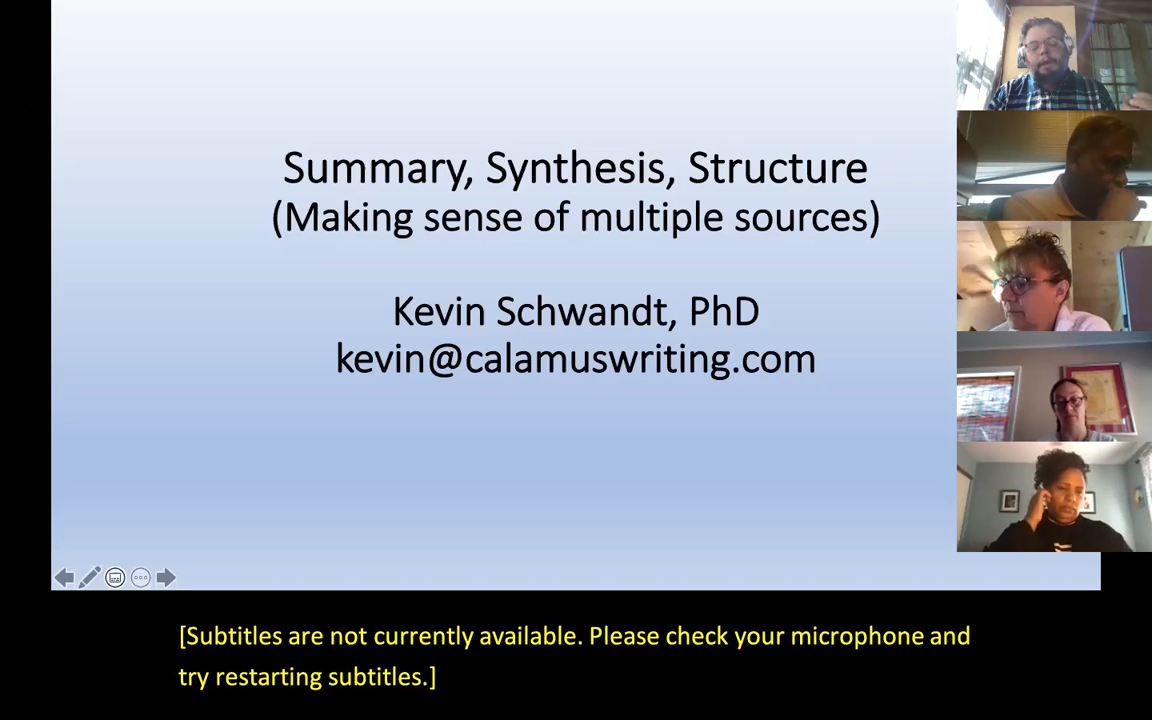 Summary, Synthesis, Structure
(Making sense of multiple sources)
Kevin Schwandt, PhD
kevin@calamuswriting.com
[Subtitles are not currently available. Please check your microphone and
try restarting subtitles.]